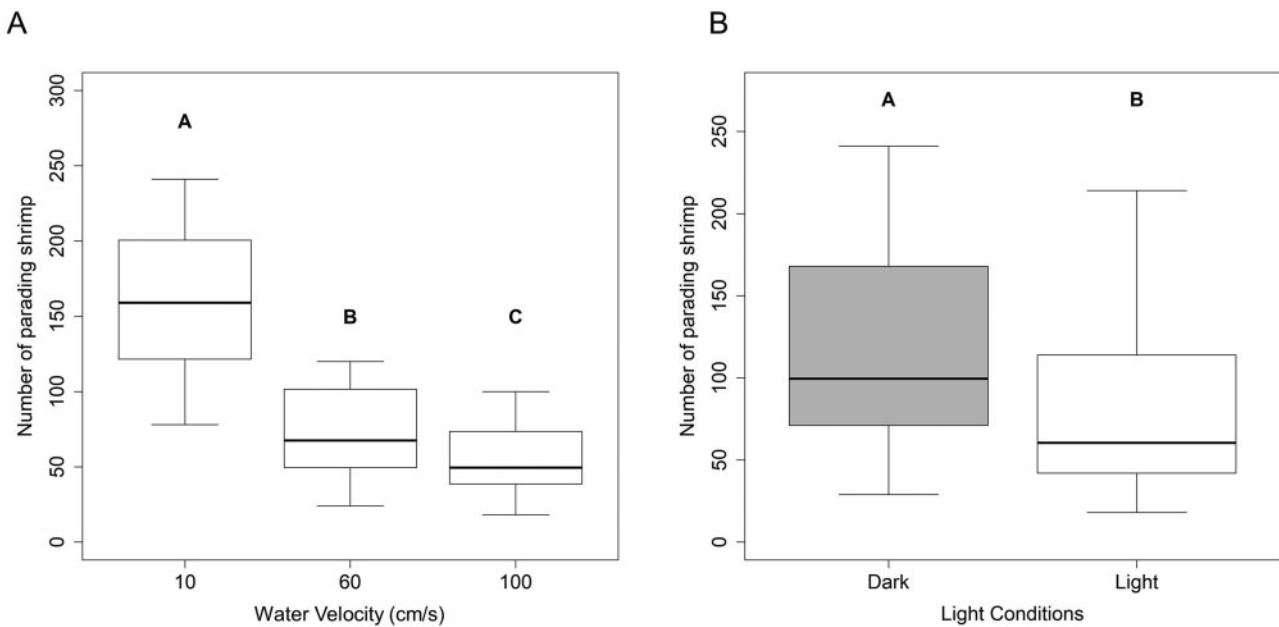 A
Number of parading shrimp
300
250
200
150
100
50
0
A
B
C
10 60 100
Water Velocity (cm/s)
B
Number of parading shrimp
250
200
150
100
50
0
A B
Dark Light
Light Conditions